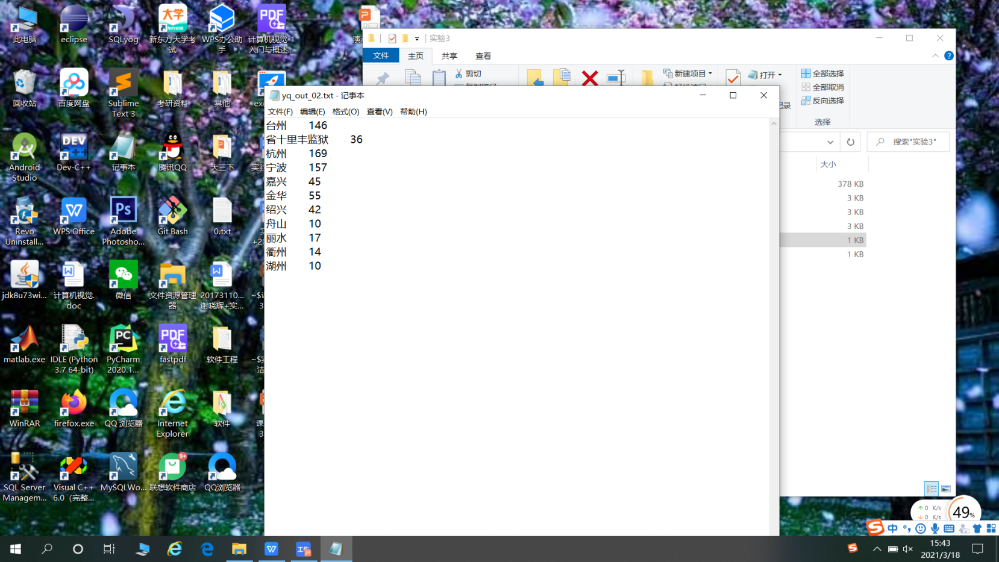 此电脑
eclipse
SQLyog
新东方大学考试
WPS办公助手
计算机视觉-1入门与概述...
回收站
百度网盘
Sublime Text 3
考研资料
其他
Android Studio
Dev-C++
记事本
腾讯QQ
大三下
Revo Uninstall...
WPS Office
Adobe Photosho...
Git Bash
0.txt
jdk8u73wi...
计算机视觉.doc
微信
文件资源管理器
20173110...谢晓辉+实...
matlab.exe
IDLE (Python 3.7 64-bit)
PyCharm 2020.1...
fastpdf
软件工程
WinRAR
firefox.exe
QQ 浏览器
Internet Explorer
软件
SQL Server Managem...
Visual C++ 6.0（完整...
MySQLWo...
联想软件商店
QQ浏览器
实验3
文件 主页 共享 查看
剪切
新建项目
打开
全部选择
全部取消
反向选择
选择
搜索"实验3"
大小
378 KB
3 KB
3 KB
3 KB
1 KB
1 KB
yq_out_02.txt - 记事本
文件(F) 编辑(E) 格式(O) 查看(V) 帮助(H)
台州 146
省十里丰监狱 36
杭州 169
宁波 157
嘉兴 45
金华 55
绍兴 42
舟山 10
丽水 17
衢州 14
湖州 10
↑ 0 K/s
↓ 0 K/s
49%
中
15:43
2021/3/18